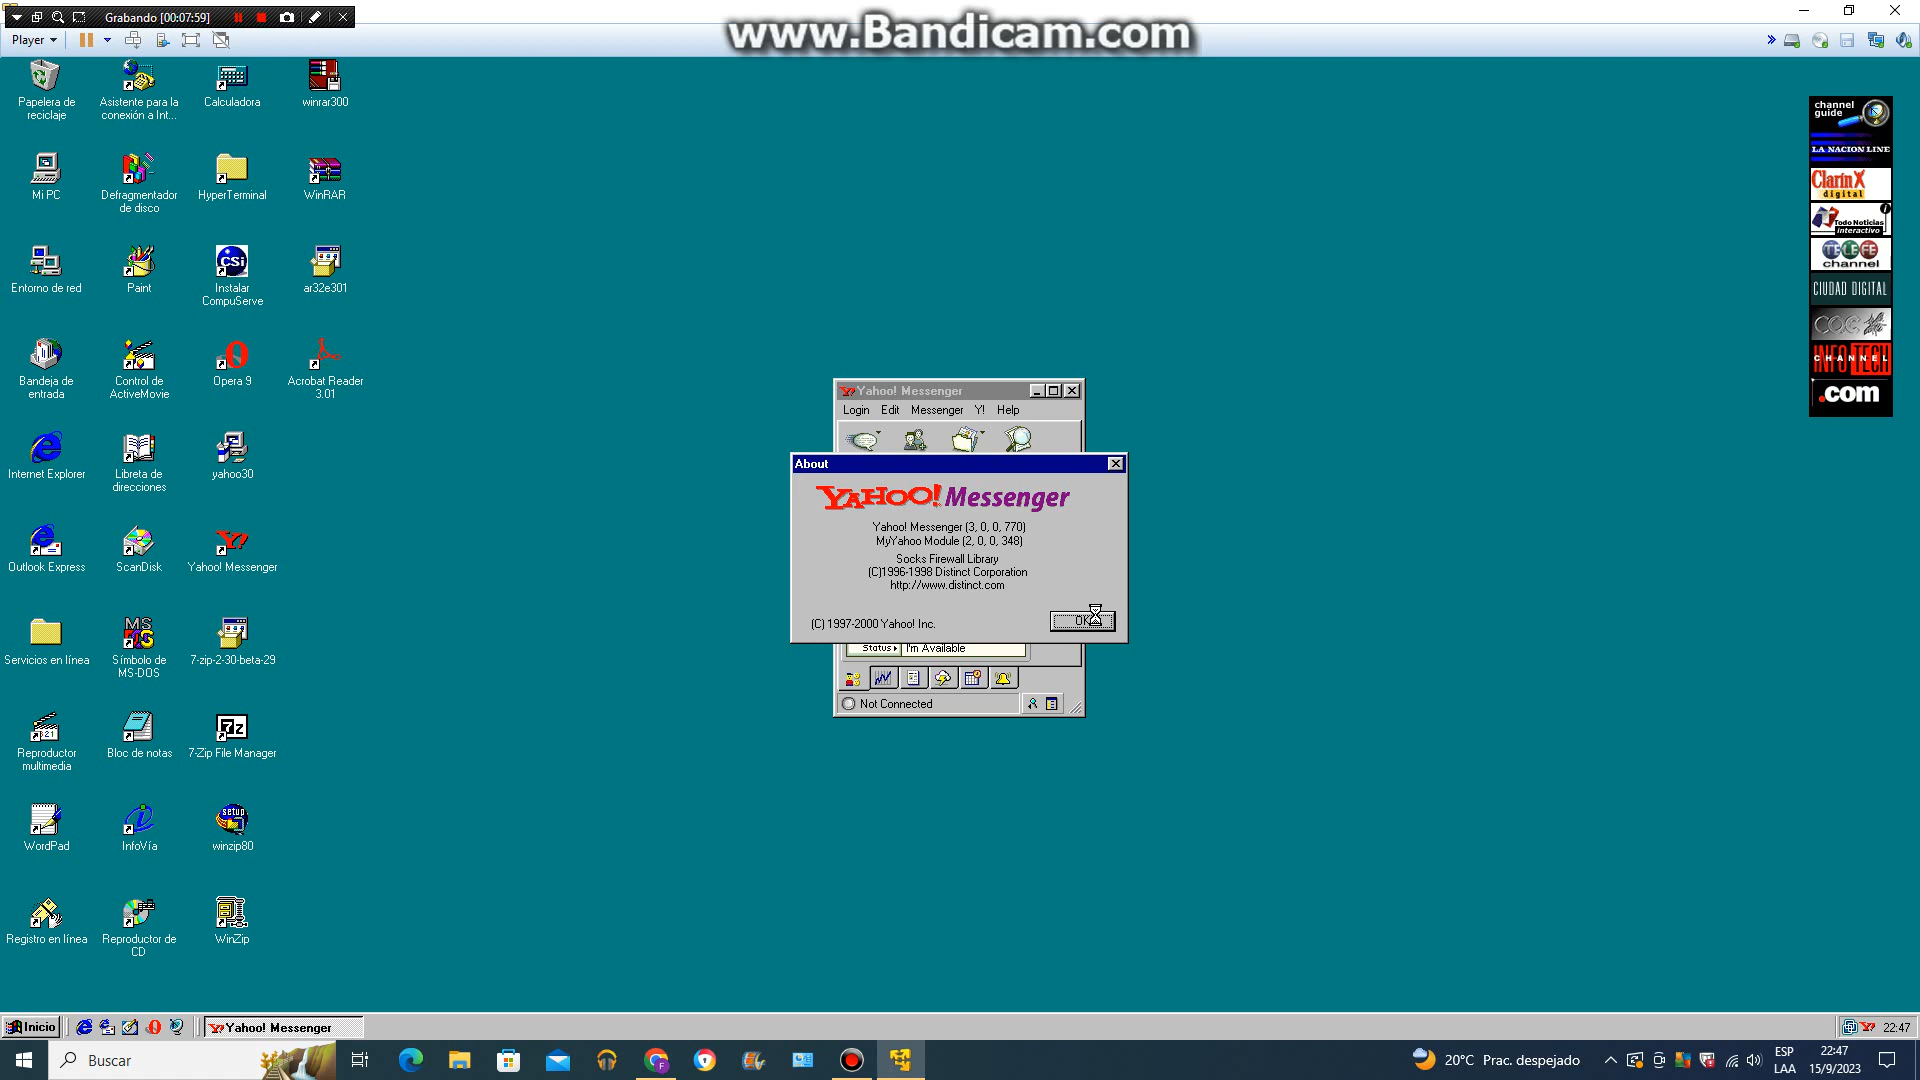 Grabando [00:07:59]
www.Bandicam.com
Player
Papelera de
reciclaje
Asistente para la
conexión a Int...
Calculadora
winrar300
Mi PC
Defragmentador
de disco
HyperTerminal
WinRAR
Entorno de red
Paint
CSi
Instalar
CompuServe
ar32e301
Bandeja de
entrada
Control de
ActiveMovie
Opera 9
Acrobat Reader
3.01
Internet Explorer
Libreta de
direcciones
yahoo30
Outlook Express
ScanDisk
Yahoo! Messenger
Servicios en línea
MS
DOS
Símbolo de
MS-DOS
7-zip-2-30-beta-29
Reproductor
multimedia
Bloc de notas
7z
7-Zip File Manager
WordPad
InfoVía
setup
winzip80
Registro en línea
Reproductor de
CD
WinZip
channel
guide
LA NACION LINE
Clarín X
digital
Todo Noticias
interactivo
TELEFE
channel
CIUDAD DIGITAL
CHANNEL
INFOTECH
.com
Yahoo! Messenger
Login Edit Messenger Y! Help
About
YAHOO! Messenger
Yahoo! Messenger (3, 0, 0, 770)
MyYahoo Module (2, 0, 0, 348)
Socks Firewall Library
(C)1996-1998 Distinct Corporation
http://www.distinct.com
(C) 1997-2000 Yahoo! Inc.
OK
Status
I'm Available
Not Connected
Inicio
Yahoo! Messenger
22:47
Buscar
20°C Prac. despejado
ESP
LAA
22:47
15/9/2023